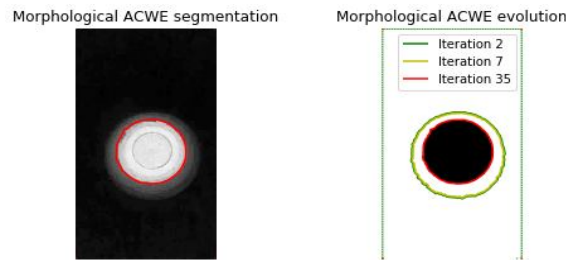 Morphological ACWE segmentation
Morphological ACWE evolution
Iteration 2
Iteration 7
Iteration 35